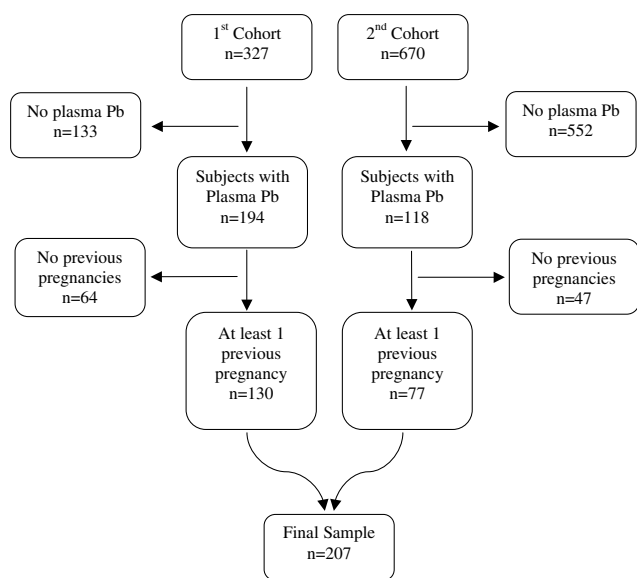 1st Cohort
n=327
2nd Cohort
n=670
No plasma Pb
n=133
No plasma Pb
n=552
Subjects with
Plasma Pb
n=194
Subjects with
Plasma Pb
n=118
No previous
pregnancies
n=64
No previous
pregnancies
n=47
At least 1
previous
pregnancy
n=130
At least 1
previous
pregnancy
n=77
Final Sample
n=207